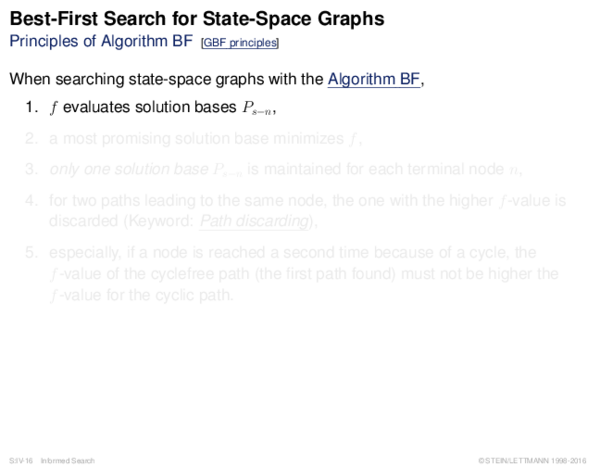 Best-First Search for State-Space Graphs
Principles of Algorithm BF [GBF principles]
When searching state-space graphs with the Algorithm BF,
1. f evaluates solution bases P_{s−n},
2. a most promising solution base minimizes f,
3. only one solution base P_{s−n} is maintained for each terminal node n,
4. for two paths leading to the same node, the one with the higher f-value is
discarded (Keyword: Path discarding),
5. especially, if a node is reached a second time because of a cycle, the
f-value of the cyclefree path (the first path found) must not be higher the
f-value for the cyclic path.
S:IV-16 Informed Search
© STEIN/LETTMANN 1998-2016